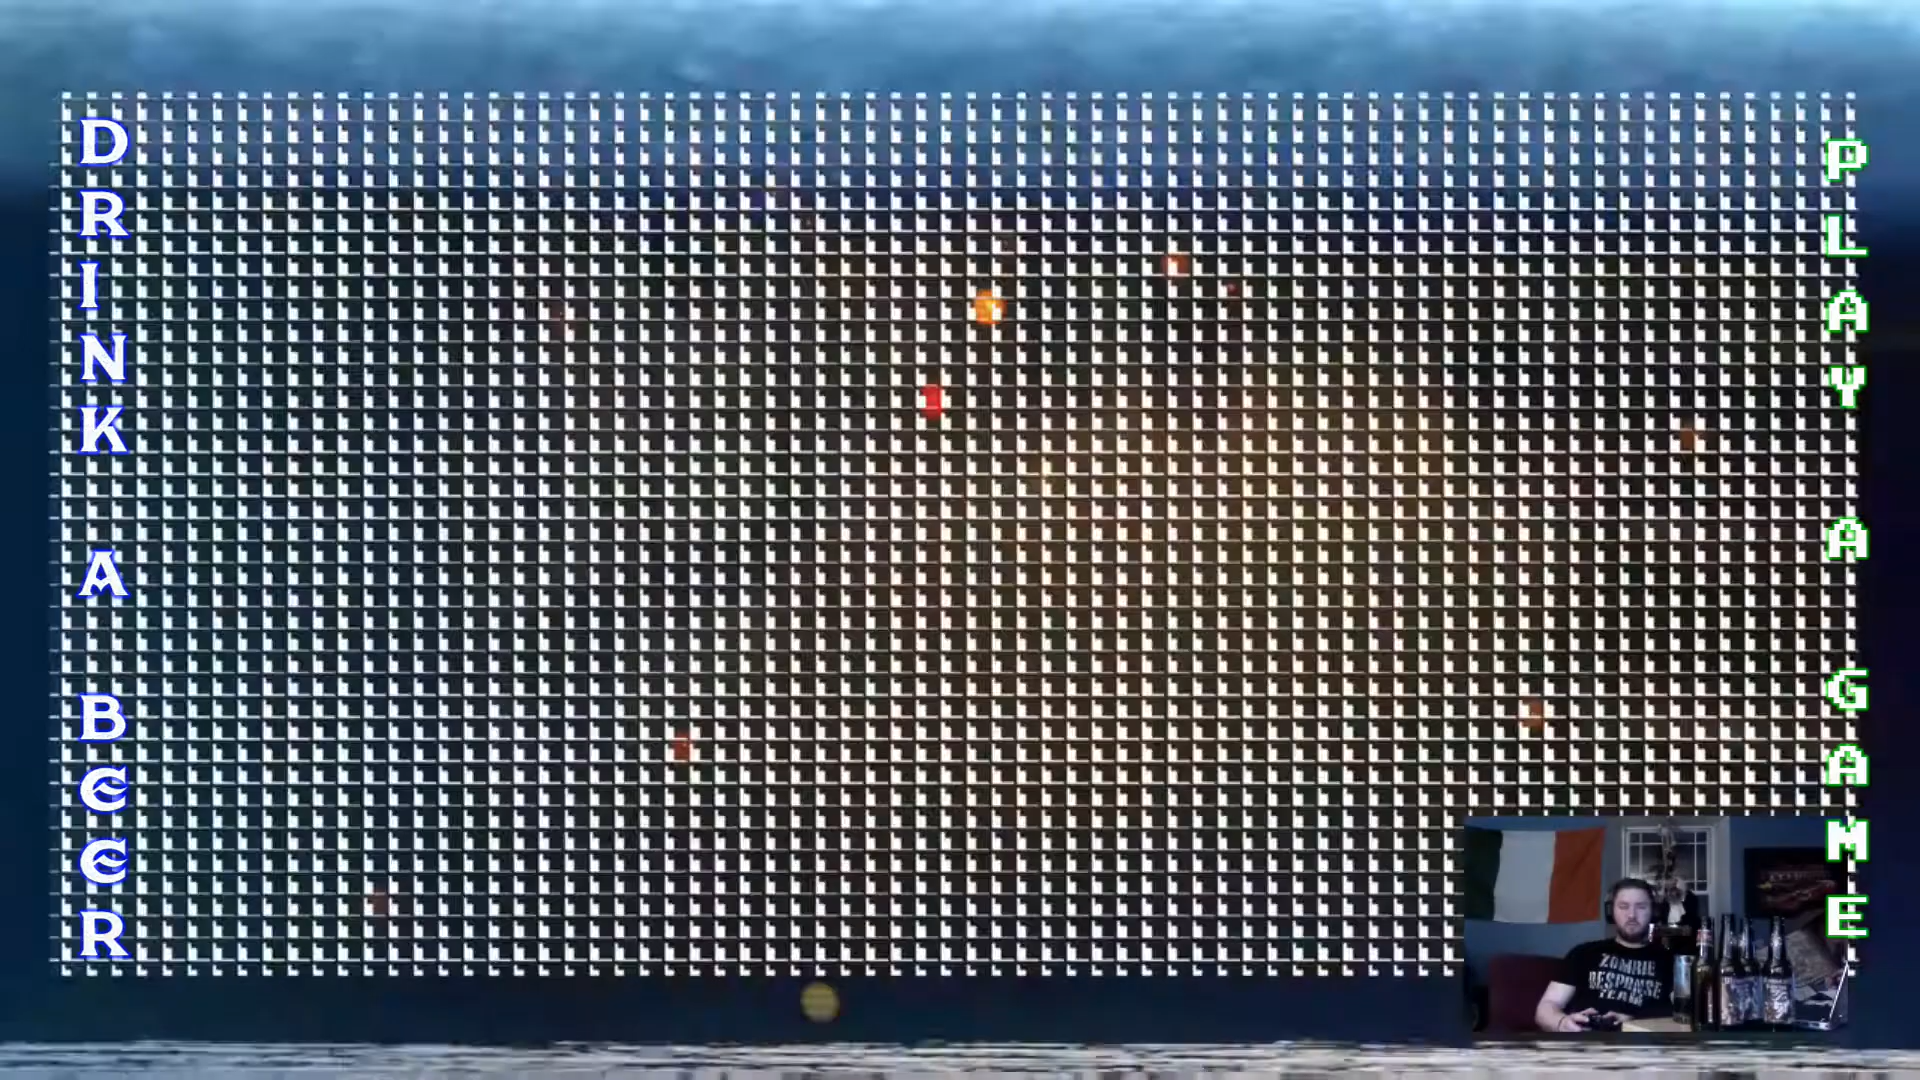 DRINK A BEER
PLAY A GAME
ZOMBIE
RESPONSE
TEAM